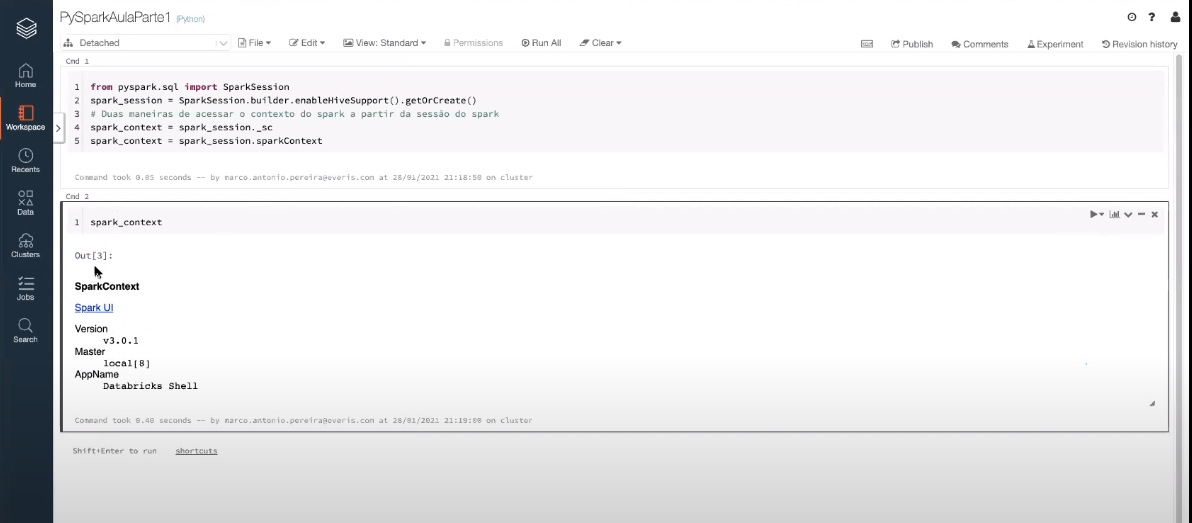 PySparkAulaParte1 (Python)
Detached File Edit View: Standard Permissions Run All Clear Publish Comments Experiment Revision history
Home
Workspace
Recents
Data
Clusters
Jobs
Search
Cmd 1
1 from pyspark.sql import SparkSession
2 spark_session = SparkSession.builder.enableHiveSupport().getOrCreate()
3 # Duas maneiras de acessar o contexto do spark a partir da sessão do spark
4 spark_context = spark_session._sc
5 spark_context = spark_session.sparkContext
Command took 0.05 seconds -- by marco.antonio.pereira@everis.com at 28/01/2021 21:18:50 on cluster
Cmd 2
1 spark_context
Out[3]:
SparkContext
Spark UI
Version
v3.0.1
Master
local[8]
AppName
Databricks Shell
Command took 0.40 seconds -- by marco.antonio.pereira@everis.com at 28/01/2021 21:19:00 on cluster
Shift+Enter to run shortcuts